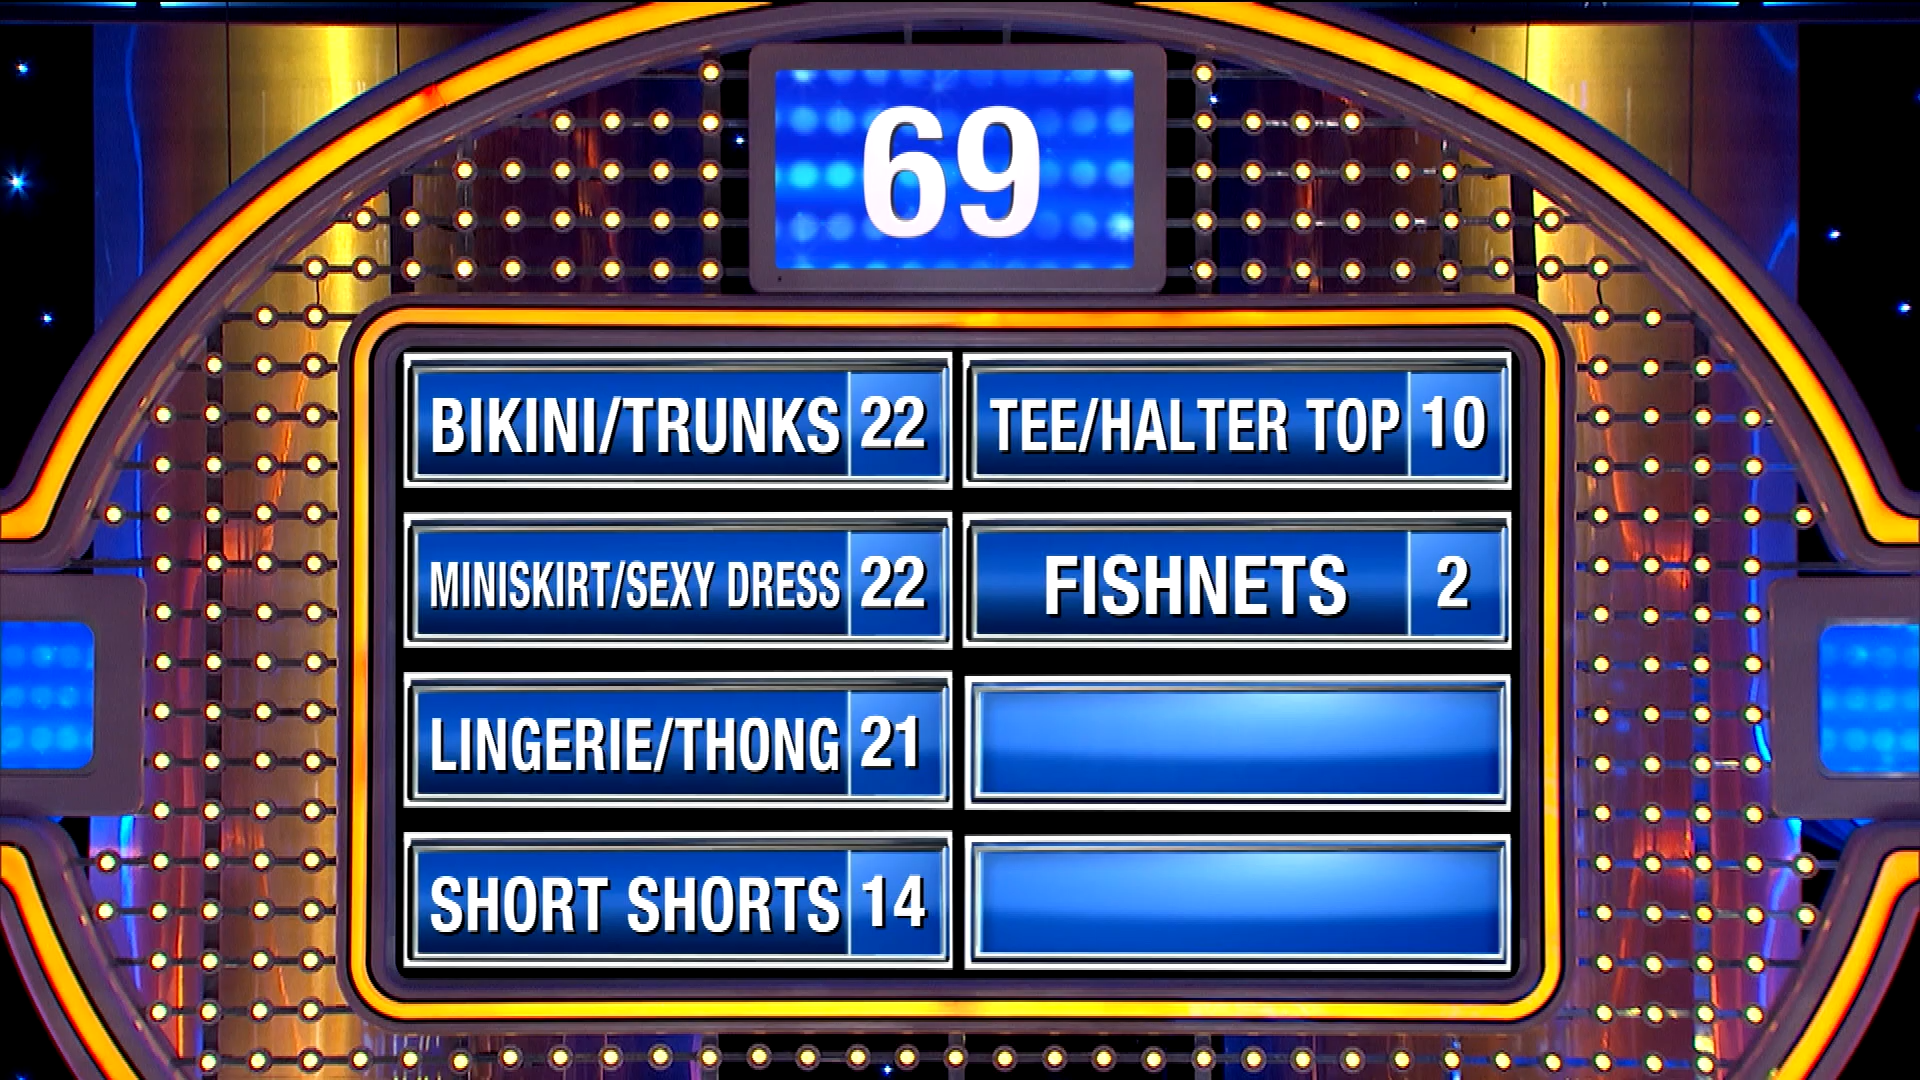 69
BIKINI/TRUNKS 22
MINISKIRT/SEXY DRESS 22
LINGERIE/THONG 21
SHORT SHORTS 14
TEE/HALTER TOP 10
FISHNETS 2